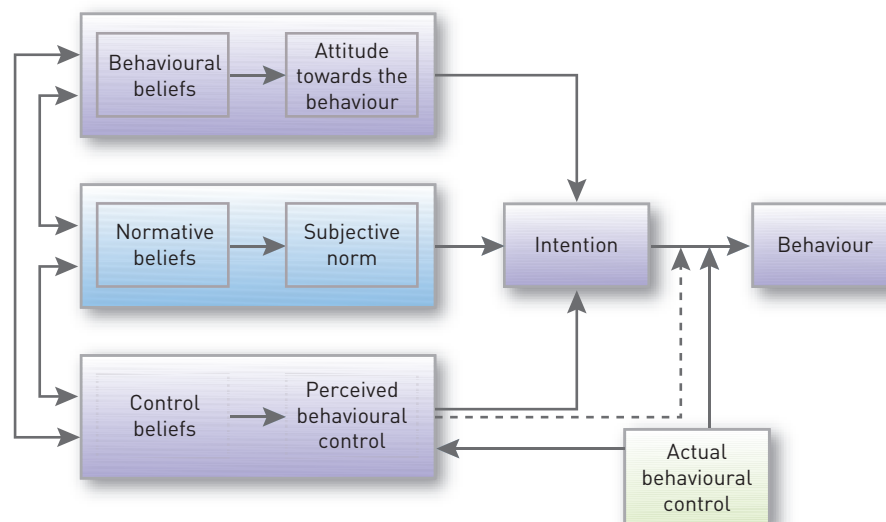 Behavioural
beliefs
Attitude
towards the
behaviour
Normative
beliefs
Subjective
norm
Intention
Behaviour
Control
beliefs
Perceived
behavioural
control
Actual
behavioural
control